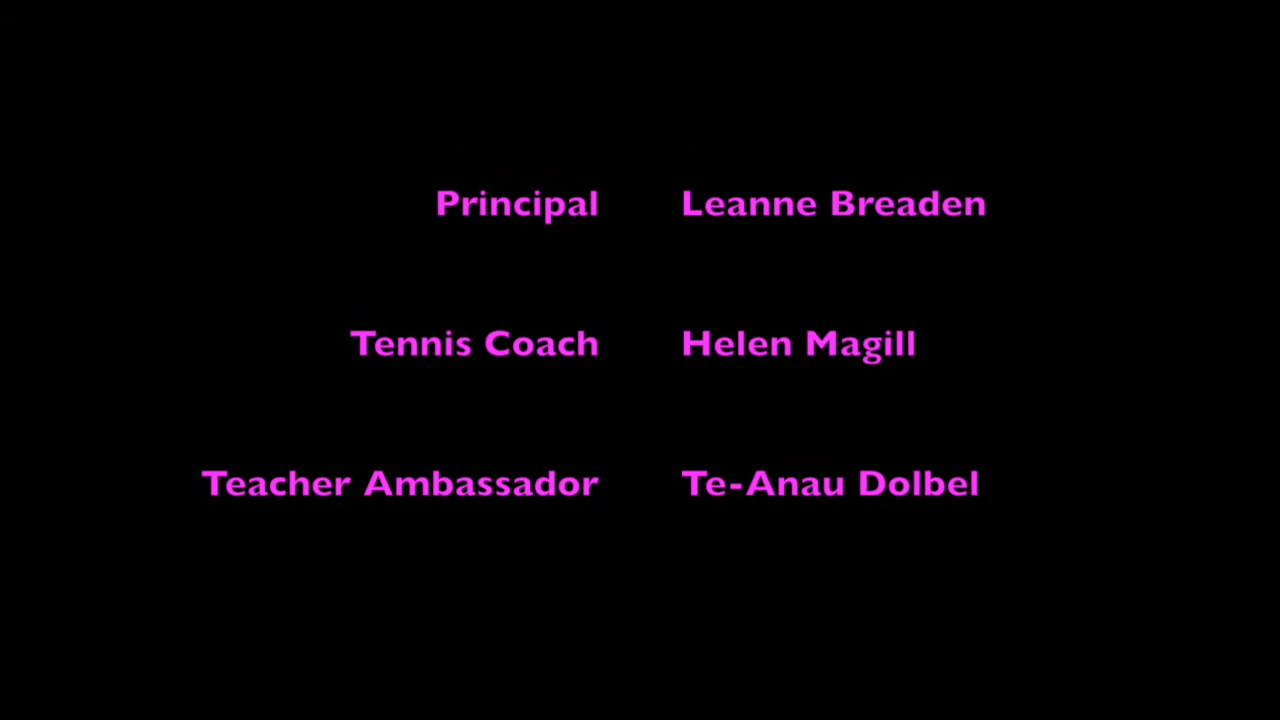 Principal Leanne Breaden
Tennis Coach Helen Magill
Teacher Ambassador Te-Anau Dolbel